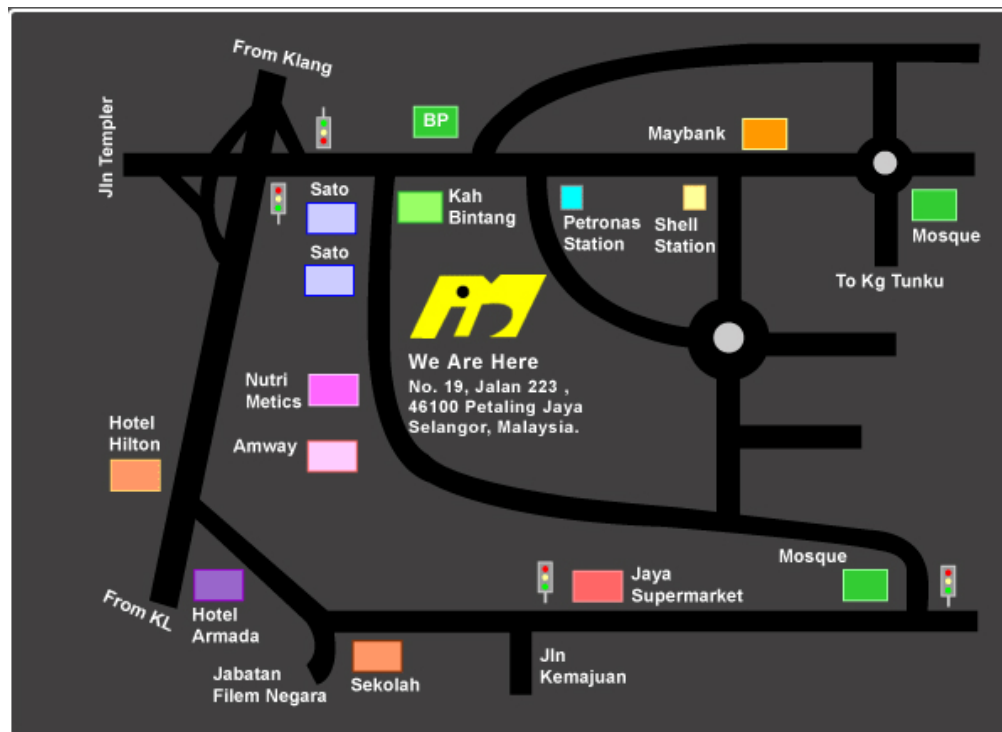 From Klang
Jln Templer
BP
Maybank
Sato
Kah
Bintang
Petronas
Station
Shell
Station
Mosque
Sato
To Kg Tunku
We Are Here
No. 19, Jalan 223 ,
46100 Petaling Jaya
Selangor, Malaysia.
Nutri
Metics
Hotel
Hilton
Amway
Mosque
Jaya
Supermarket
From KL
Hotel
Armada
Jabatan
Filem Negara
Sekolah
Jln
Kemajuan